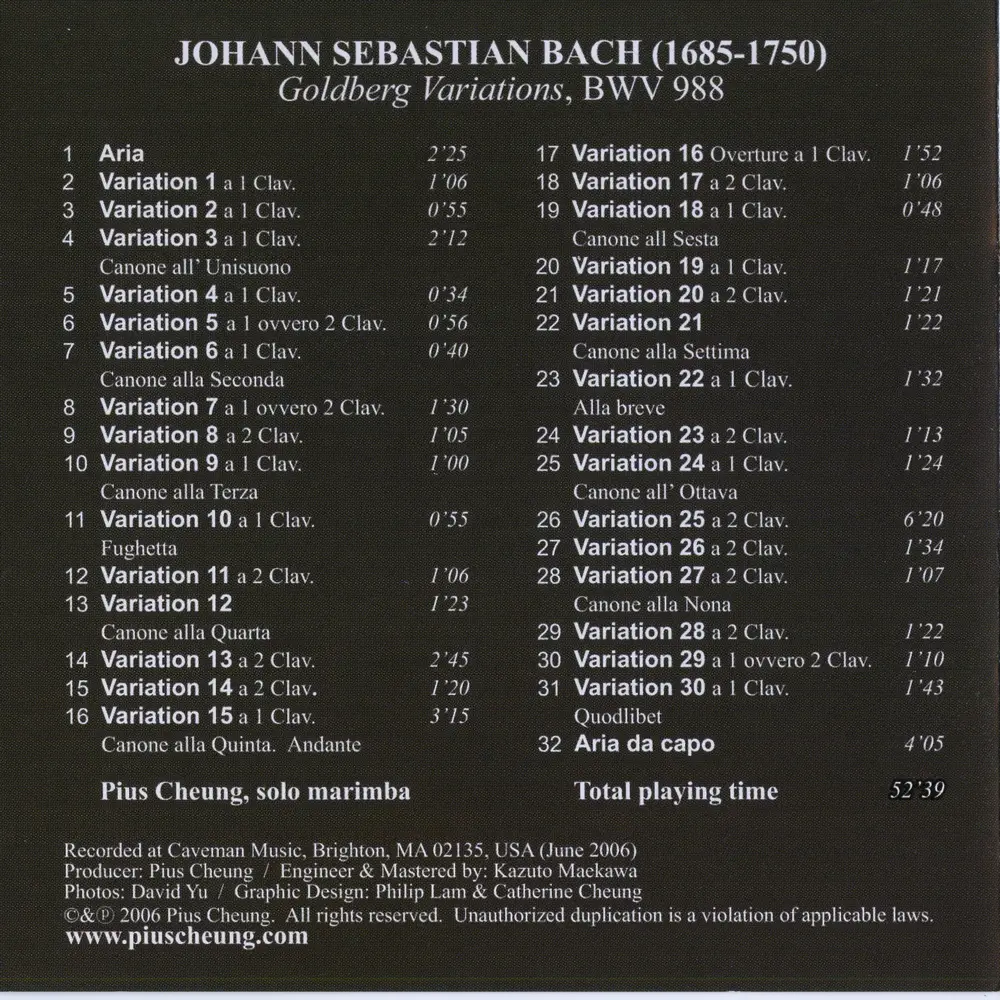 JOHANN SEBASTIAN BACH (1685-1750)
Goldberg Variations, BWV 988
1 Aria 2'25
2 Variation 1 a 1 Clav. 1'06
3 Variation 2 a 1 Clav. 0'55
4 Variation 3 a 1 Clav. 2'12
Canone all' Unisuono
5 Variation 4 a 1 Clav. 0'34
6 Variation 5 a 1 ovvero 2 Clav. 0'56
7 Variation 6 a 1 Clav. 0'40
Canone alla Seconda
8 Variation 7 a 1 ovvero 2 Clav. 1'30
9 Variation 8 a 2 Clav. 1'05
10 Variation 9 a 1 Clav. 1'00
Canone alla Terza
11 Variation 10 a 1 Clav. 0'55
Fughetta
12 Variation 11 a 2 Clav. 1'06
13 Variation 12 1'23
Canone alla Quarta
14 Variation 13 a 2 Clav. 2'45
15 Variation 14 a 2 Clav. 1'20
16 Variation 15 a 1 Clav. 3'15
Canone alla Quinta. Andante
Pius Cheung, solo marimba
17 Variation 16 Overture a 1 Clav. 1'52
18 Variation 17 a 2 Clav. 1'06
19 Variation 18 a 1 Clav. 0'48
Canone all Sesta
20 Variation 19 a 1 Clav. 1'17
21 Variation 20 a 2 Clav. 1'21
22 Variation 21 1'22
Canone alla Settima
23 Variation 22 a 1 Clav. 1'32
Alla breve
24 Variation 23 a 2 Clav. 1'13
25 Variation 24 a 1 Clav. 1'24
Canone all' Ottava
26 Variation 25 a 2 Clav. 6'20
27 Variation 26 a 2 Clav. 1'34
28 Variation 27 a 2 Clav. 1'07
Canone alla Nona
29 Variation 28 a 2 Clav. 1'22
30 Variation 29 a 1 ovvero 2 Clav. 1'10
31 Variation 30 a 1 Clav. 1'43
Quodlibet
32 Aria da capo 4'05
Total playing time 52'39
Recorded at Caveman Music, Brighton, MA 02135, USA (June 2006)
Producer: Pius Cheung / Engineer & Mastered by: Kazuto Maekawa
Photos: David Yu / Graphic Design: Philip Lam & Catherine Cheung
©&℗ 2006 Pius Cheung. All rights reserved. Unauthorized duplication is a violation of applicable laws.
www.piuscheung.com